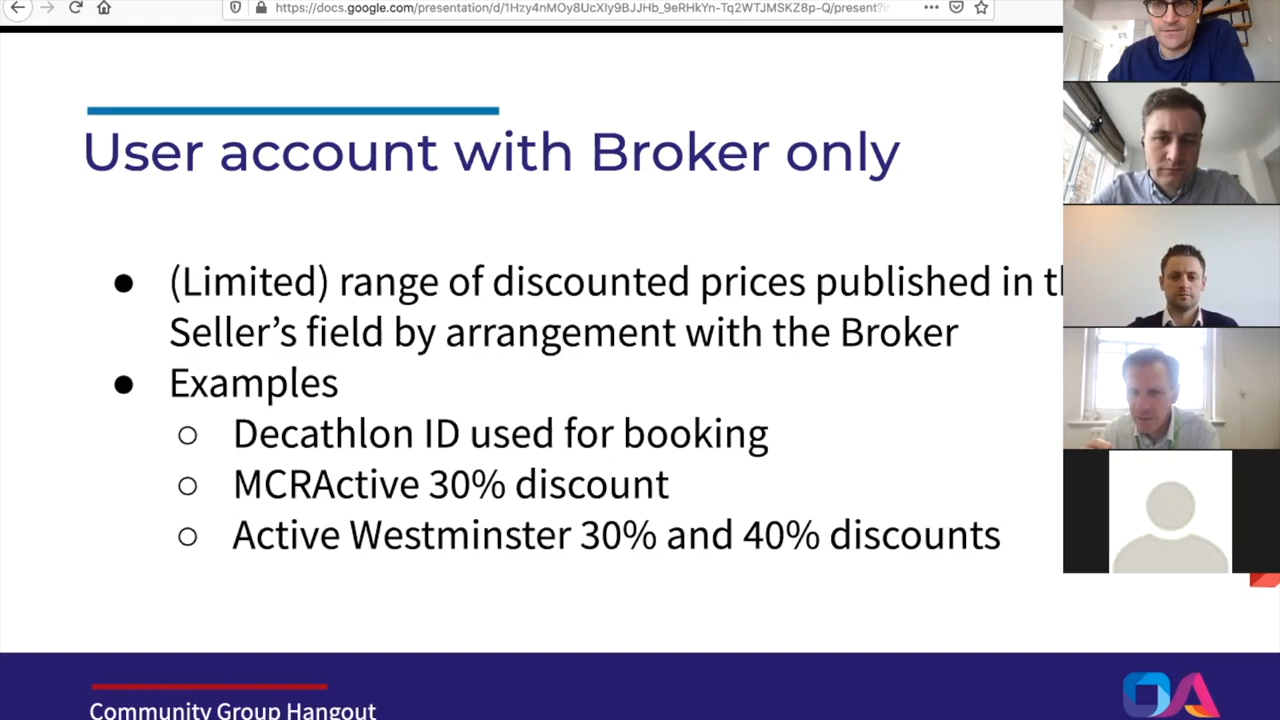 https://docs.google.com/presentation/d/1Hzy4nMOy8UcXIy9BJJHb_9eRHkYn-Tq2WTJMSKZ8p-Q/present?i
User account with Broker only
● (Limited) range of discounted prices published in
Seller's field by arrangement with the Broker
● Examples
○ Decathlon ID used for booking
○ MCRActive 30% discount
○ Active Westminster 30% and 40% discounts
Community Group Hangout
OA